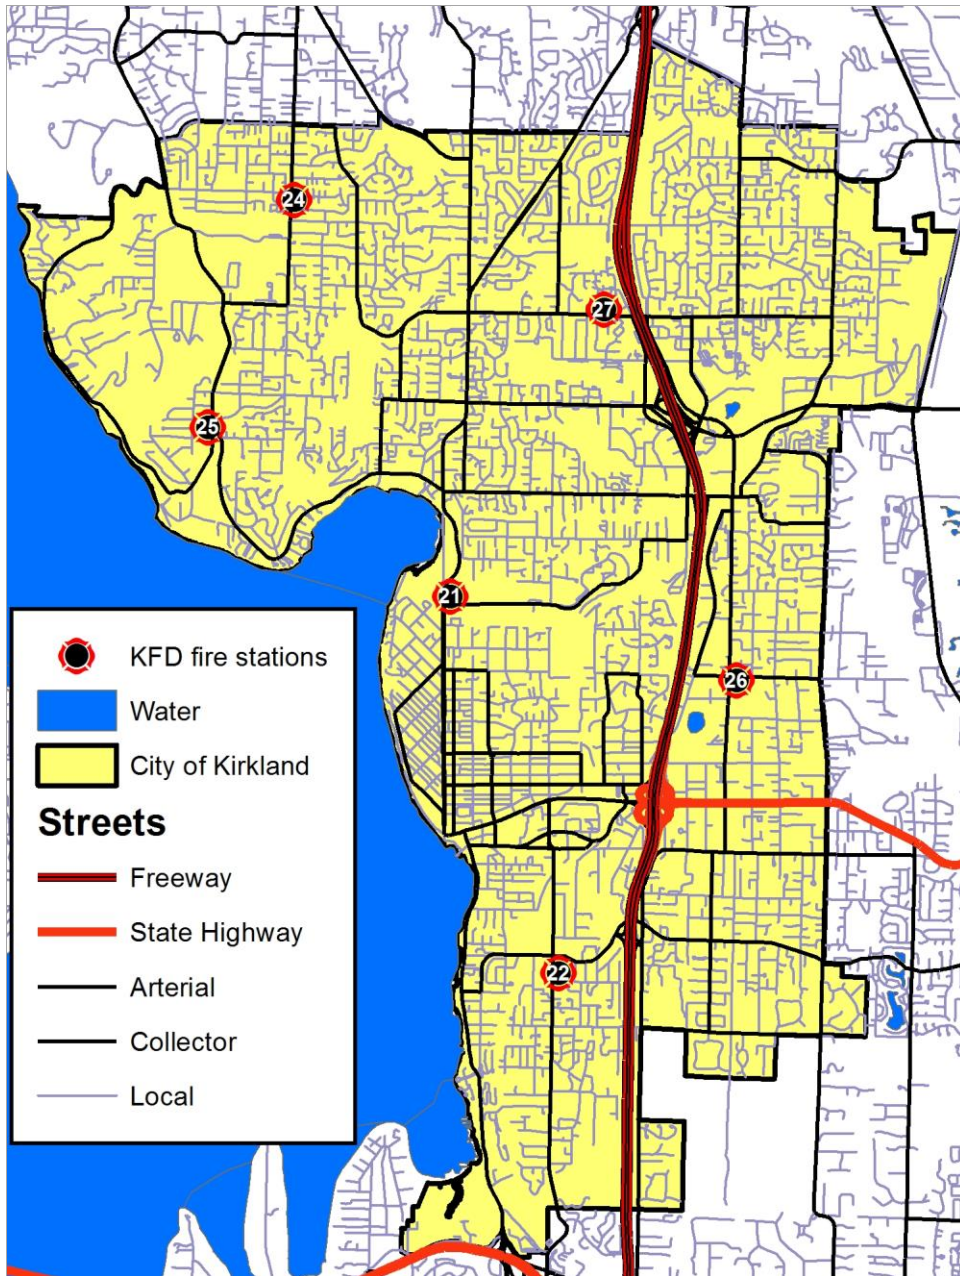 24
27
25
21
26
22
KFD fire stations
Water
City of Kirkland
Streets
Freeway
State Highway
Arterial
Collector
Local